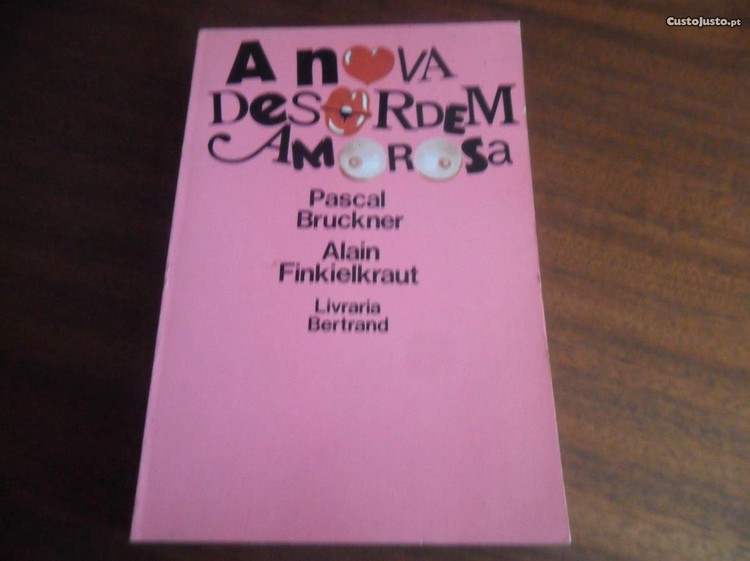 CustoJusto.pt
A nOVA
DesORDEM
AMOROSa
Pascal
Bruckner
Alain
Finkielkraut
Livraria
Bertrand